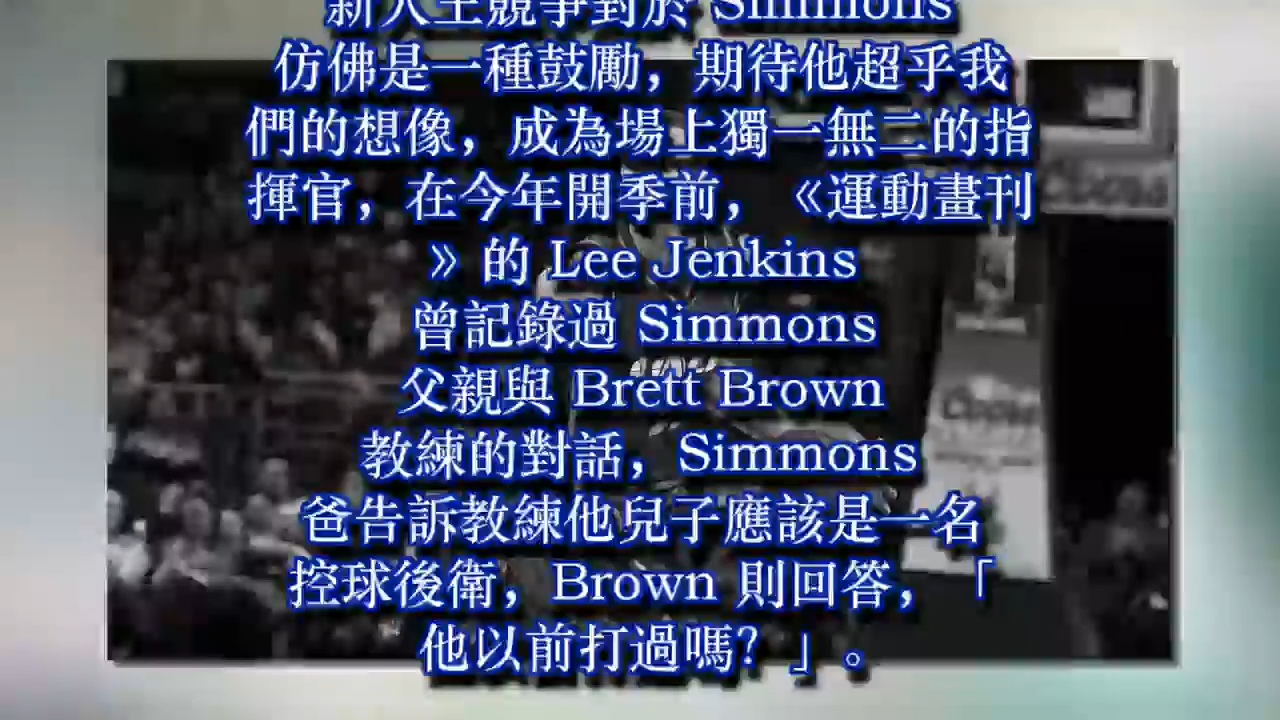 新人王競爭對於 Simmons
仿佛是一種鼓勵，期待他超乎我
們的想像，成為場上獨一無二的指
揮官，在今年開季前，《運動畫刊
》的 Lee Jenkins
曾記錄過 Simmons
父親與 Brett Brown
教練的對話，Simmons
爸告訴教練他兒子應該是一名
控球後衛，Brown 則回答，「
他以前打過嗎？」。